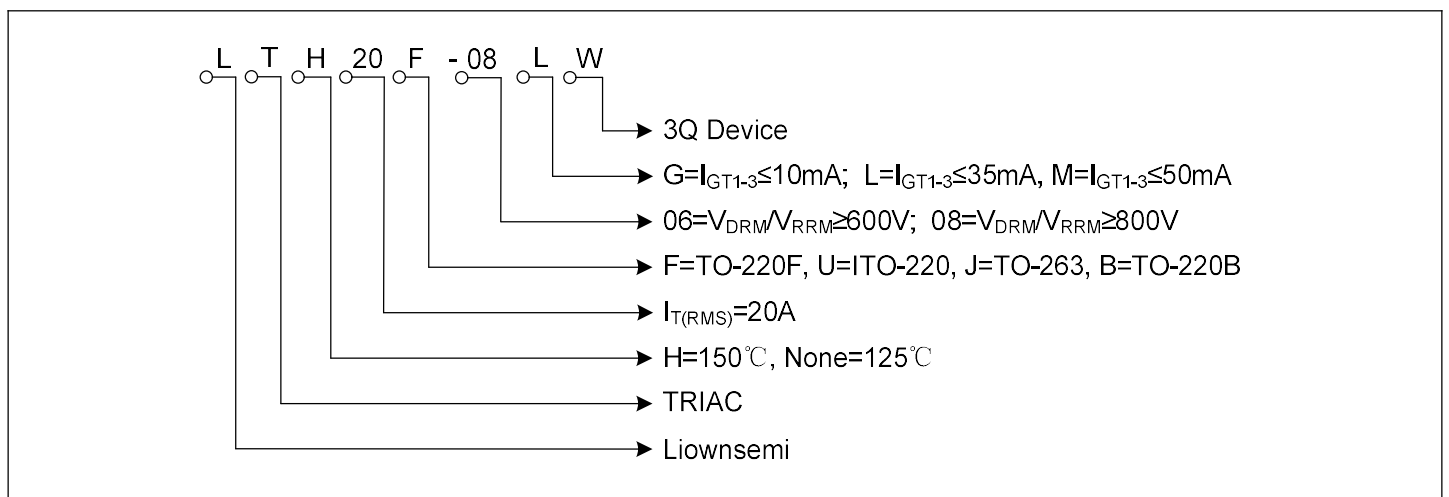 L T H 20 F - 08 L W
3Q Device
G=IGT1-3≤10mA; L=IGT1-3≤35mA, M=IGT1-3≤50mA
06=VDRM/VRRM≥600V; 08=VDRM/VRRM≥800V
F=TO-220F, U=ITO-220, J=TO-263, B=TO-220B
IT(RMS)=20A
H=150℃, None=125℃
TRIAC
Liownsemi